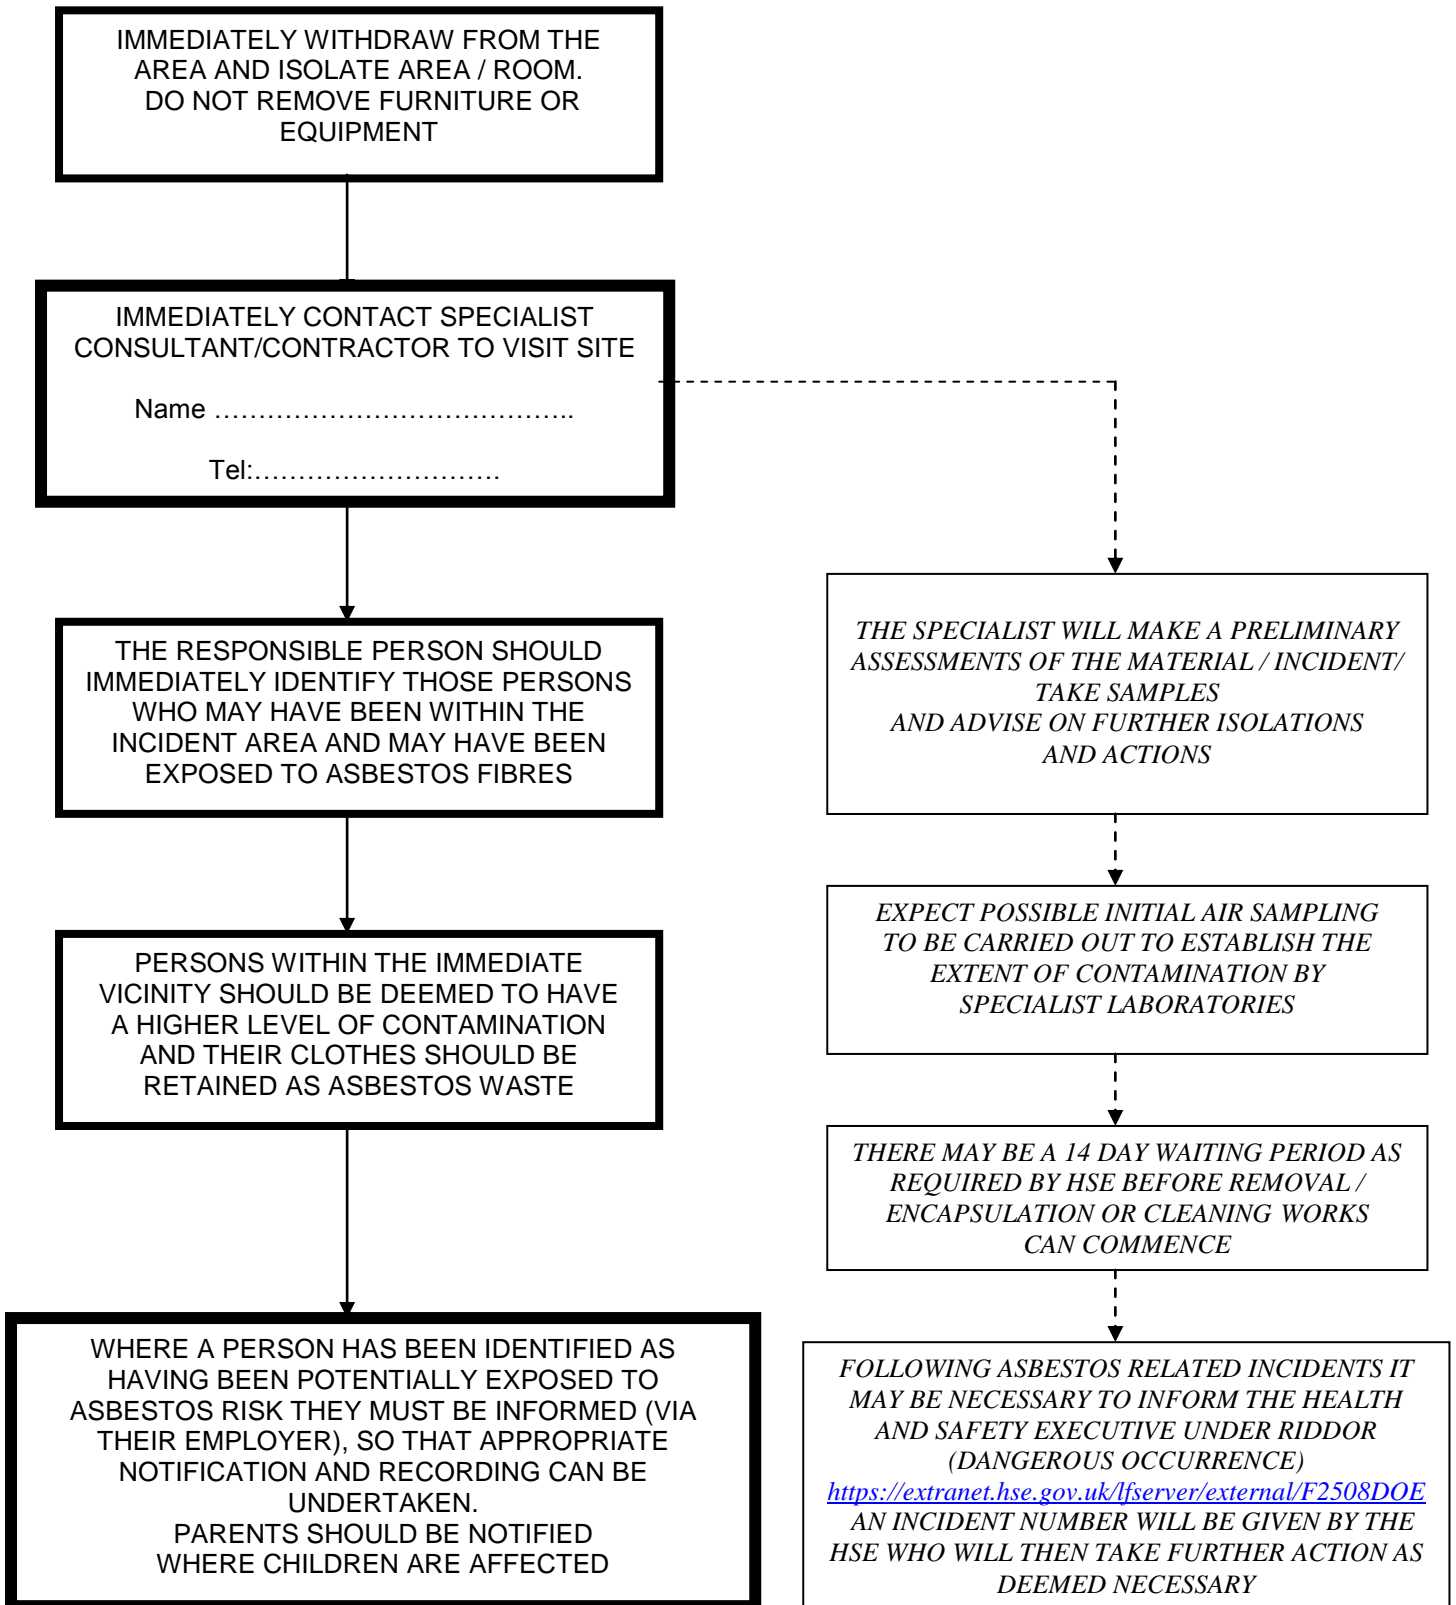 IMMEDIATELY WITHDRAW FROM THE
AREA AND ISOLATE AREA / ROOM.
DO NOT REMOVE FURNITURE OR
EQUIPMENT
IMMEDIATELY CONTACT SPECIALIST
CONSULTANT/CONTRACTOR TO VISIT SITE
Name …………………………………..
Tel:……………………….
THE RESPONSIBLE PERSON SHOULD
IMMEDIATELY IDENTIFY THOSE PERSONS
WHO MAY HAVE BEEN WITHIN THE
INCIDENT AREA AND MAY HAVE BEEN
EXPOSED TO ASBESTOS FIBRES
PERSONS WITHIN THE IMMEDIATE
VICINITY SHOULD BE DEEMED TO HAVE
A HIGHER LEVEL OF CONTAMINATION
AND THEIR CLOTHES SHOULD BE
RETAINED AS ASBESTOS WASTE
WHERE A PERSON HAS BEEN IDENTIFIED AS
HAVING BEEN POTENTIALLY EXPOSED TO
ASBESTOS RISK THEY MUST BE INFORMED (VIA
THEIR EMPLOYER), SO THAT APPROPRIATE
NOTIFICATION AND RECORDING CAN BE
UNDERTAKEN.
PARENTS SHOULD BE NOTIFIED
WHERE CHILDREN ARE AFFECTED
THE SPECIALIST WILL MAKE A PRELIMINARY
ASSESSMENTS OF THE MATERIAL / INCIDENT/
TAKE SAMPLES
AND ADVISE ON FURTHER ISOLATIONS
AND ACTIONS
EXPECT POSSIBLE INITIAL AIR SAMPLING
TO BE CARRIED OUT TO ESTABLISH THE
EXTENT OF CONTAMINATION BY
SPECIALIST LABORATORIES
THERE MAY BE A 14 DAY WAITING PERIOD AS
REQUIRED BY HSE BEFORE REMOVAL /
ENCAPSULATION OR CLEANING WORKS
CAN COMMENCE
FOLLOWING ASBESTOS RELATED INCIDENTS IT
MAY BE NECESSARY TO INFORM THE HEALTH
AND SAFETY EXECUTIVE UNDER RIDDOR
(DANGEROUS OCCURRENCE)
https://extranet.hse.gov.uk/lfserver/external/F2508DOE
AN INCIDENT NUMBER WILL BE GIVEN BY THE
HSE WHO WILL THEN TAKE FURTHER ACTION AS
DEEMED NECESSARY